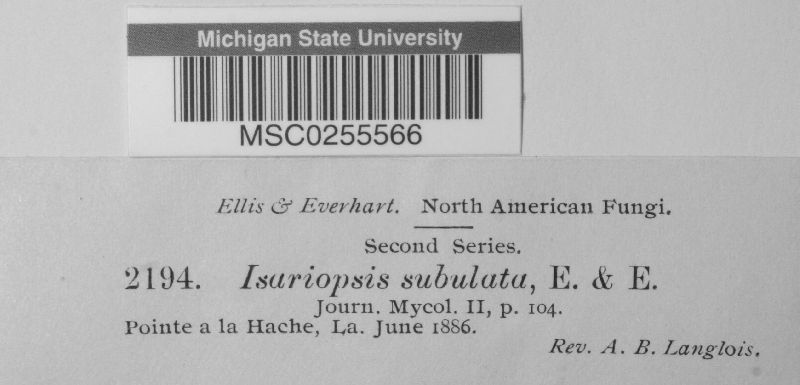 Michigan State University
MSC0255566
Ellis & Everhart. North American Fungi.
Second Series.
2194. Isariopsis subulata, E. & E.
Journ. Mycol. II, p. 104.
Pointe a la Hache, La. June 1886.
Rev. A. B. Langlois.